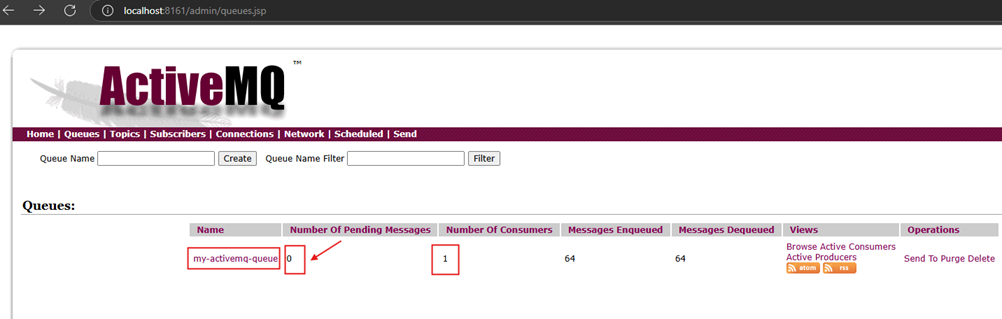 localhost:8161/admin/queues.jsp
ActiveMQ™
Home | Queues | Topics | Subscribers | Connections | Network | Scheduled | Send
Queue Name Create Queue Name Filter Filter
Queues:
Name Number Of Pending Messages Number Of Consumers Messages Enqueued Messages Dequeued Views Operations
my-activemq-queue 0 1 64 64 Browse Active Consumers
Active Producers
atom rss
Send To Purge Delete